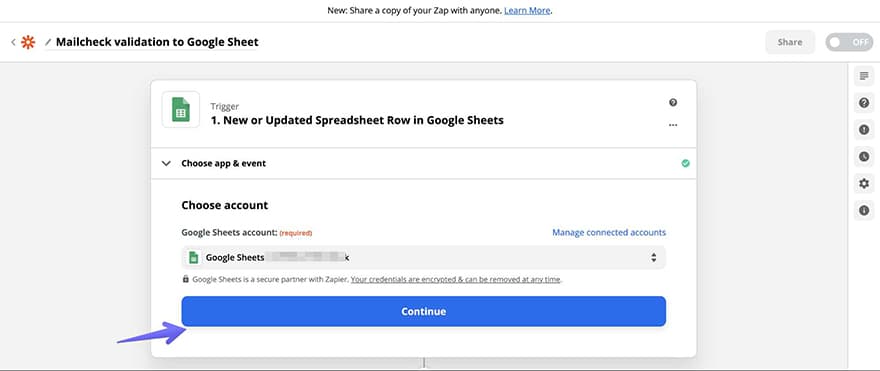 New: Share a copy of your Zap with anyone. Learn More.
Mailcheck validation to Google Sheet
Share
OFF
Trigger
1. New or Updated Spreadsheet Row in Google Sheets
Choose app & event
Choose account
Google Sheets account: (required)
Manage connected accounts
Google Sheets
Google Sheets is a secure partner with Zapier. Your credentials are encrypted & can be removed at any time.
Continue